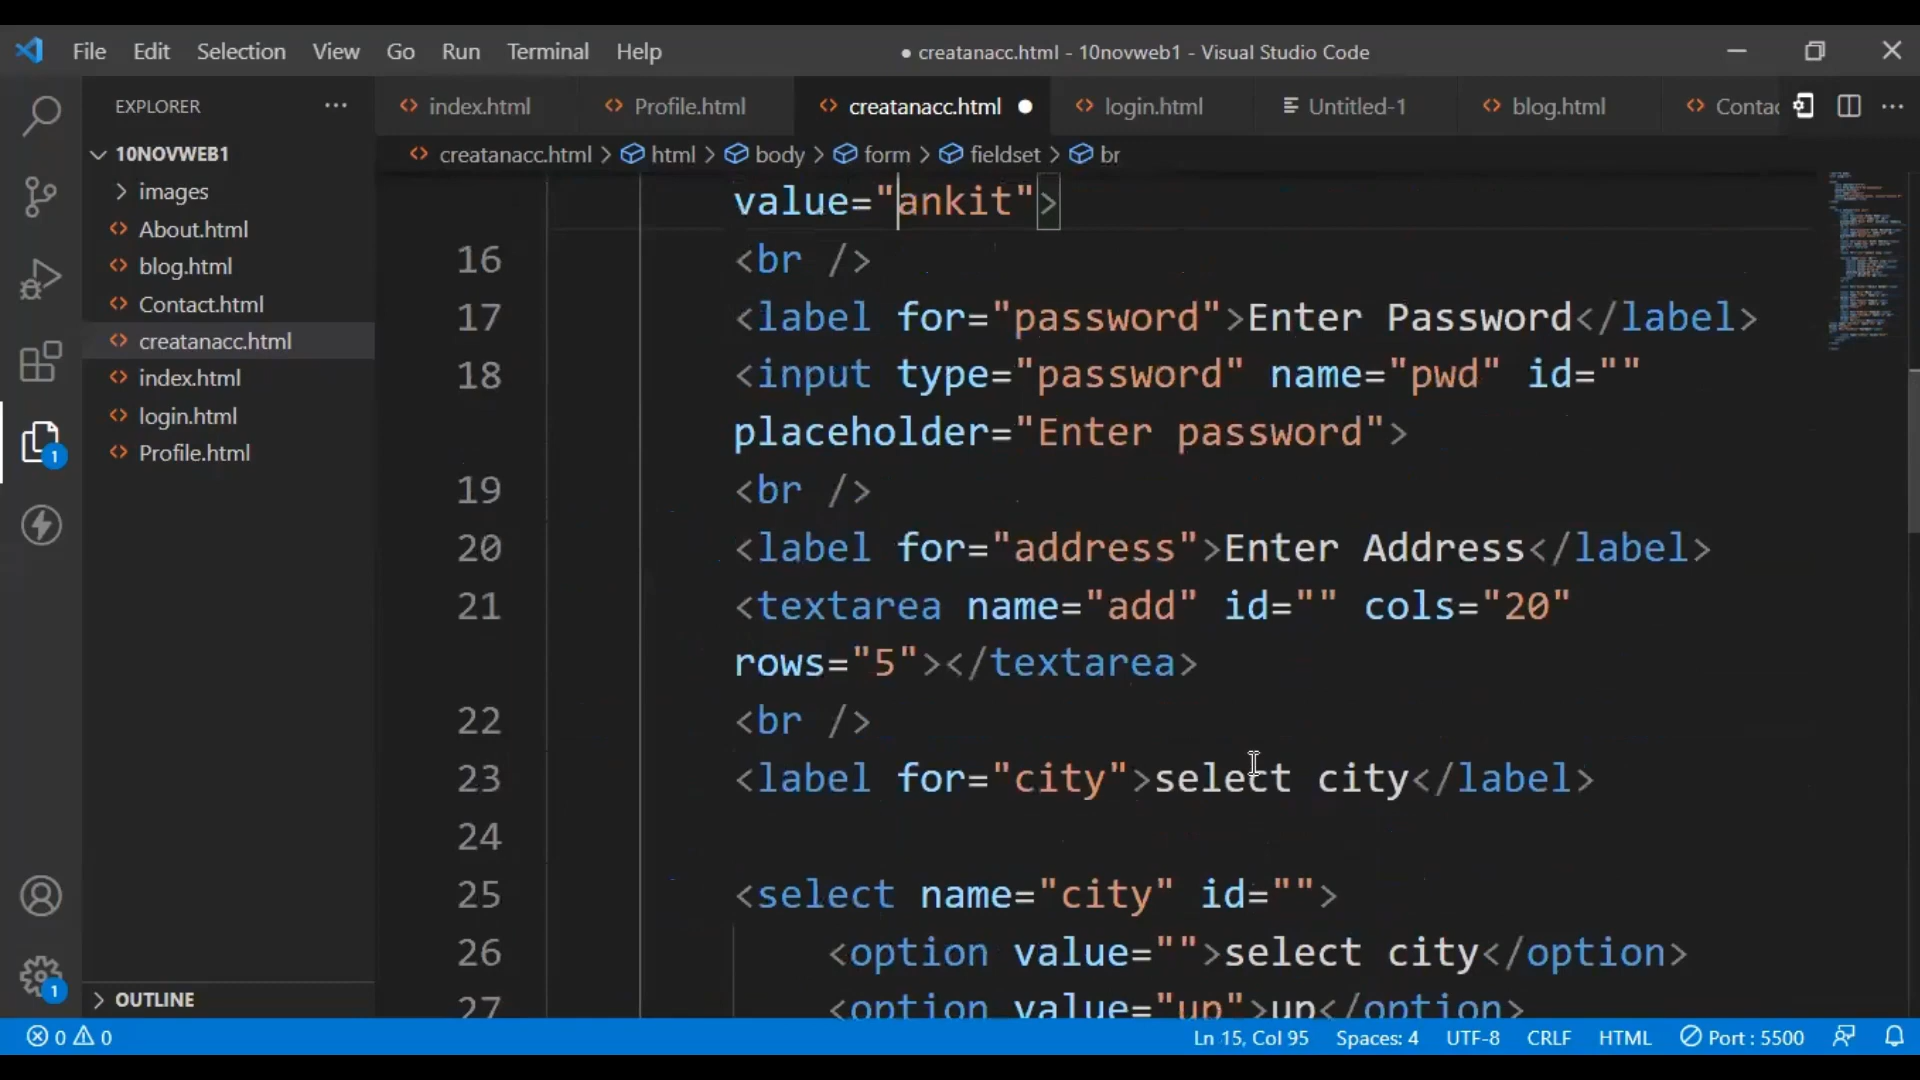 File Edit Selection View Go Run Terminal Help ● creatanacc.html - 10novweb1 - Visual Studio Code
EXPLORER ···
index.html Profile.html creatanacc.html ● login.html Untitled-1 blog.html Contac ···
creatanacc.html > html > body > form > fieldset > br
10NOVWEB1
images
About.html
blog.html
Contact.html
creatanacc.html
index.html
login.html
Profile.html
OUTLINE
1
1
value="ankit">
16 <br />
17 <label for="password">Enter Password</label>
18 <input type="password" name="pwd" id=""
placeholder="Enter password">
19 <br />
20 <label for="address">Enter Address</label>
21 <textarea name="add" id="" cols="20"
rows="5"></textarea>
22 <br />
23 <label for="city">select city</label>
24
25 <select name="city" id="">
26 <option value="">select city</option>
27 <option value="up">up</option>
0 0 Ln 15, Col 95 Spaces: 4 UTF-8 CRLF HTML Port : 5500